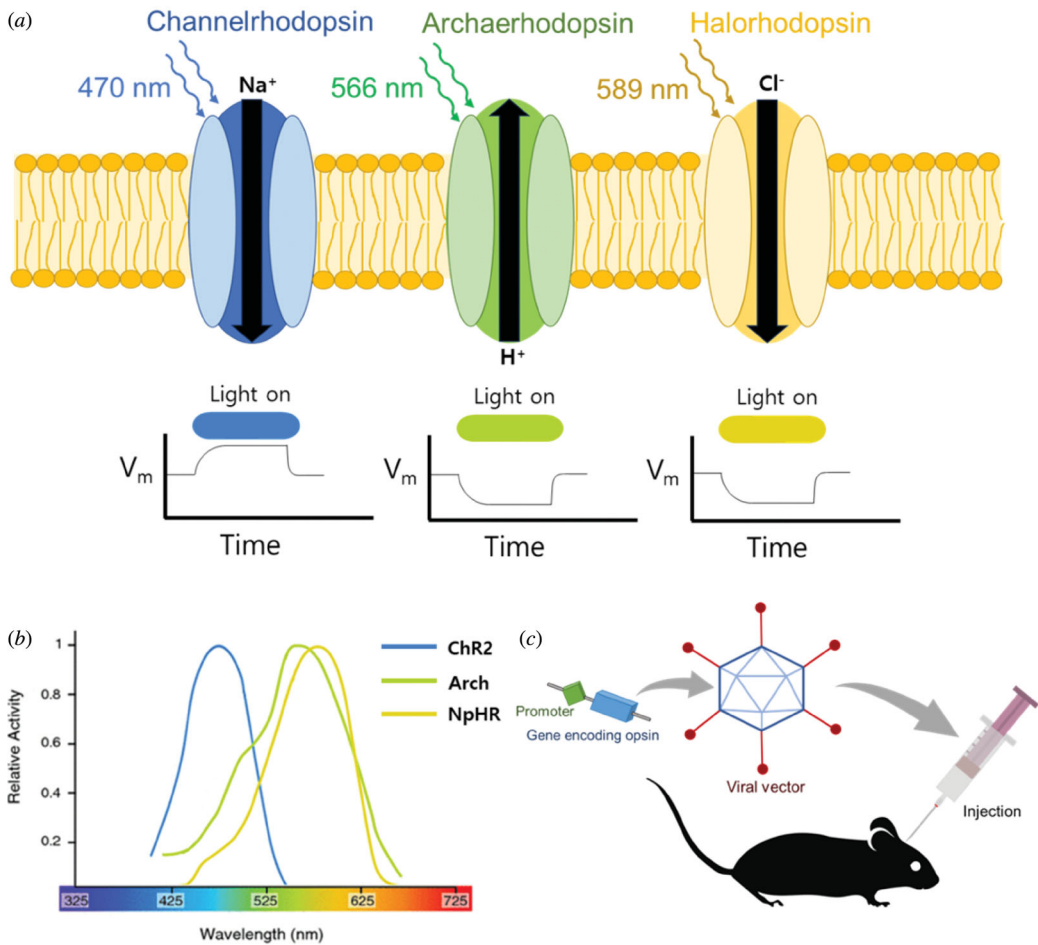 (a)
Channelrhodopsin
Archaerhodopsin
Halorhodopsin
470 nm
Na⁺
566 nm
589 nm
Cl⁻
H⁺
Light on
Light on
Light on
Vₘ
Vₘ
Vₘ
Time
Time
Time
(b)
1
0.8
0.6
0.4
0.2
Relative Activity
ChR2
Arch
NpHR
325
425
525
625
725
Wavelength (nm)
(c)
Promoter
Gene encoding opsin
Viral vector
Injection